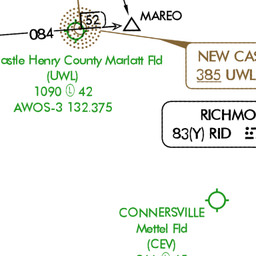 52
MAREO
084
NEW CAS
385 UWL
astle Henry County Marlatt Fld
(UWL)
1090 Ⓛ 42
AWOS-3 132.375
RICHMO
83(Y) RID
CONNERSVILLE
Mettel Fld
(CEV)